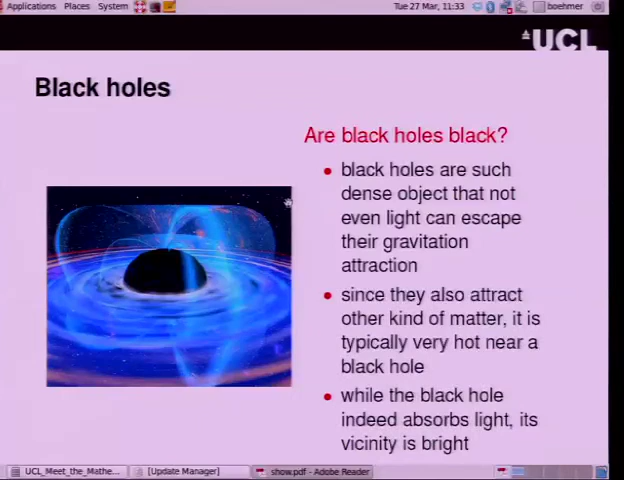 Applications Places System
Tue 27 Mar, 11:33
boehmer
UCL
Black holes
Are black holes black?
black holes are such
dense object that not
even light can escape
their gravitation
attraction
since they also attract
other kind of matter, it is
typically very hot near a
black hole
while the black hole
indeed absorbs light, its
vicinity is bright
UCL_Meet_the_Mathe...
[Update Manager]
show.pdf - Adobe Reader